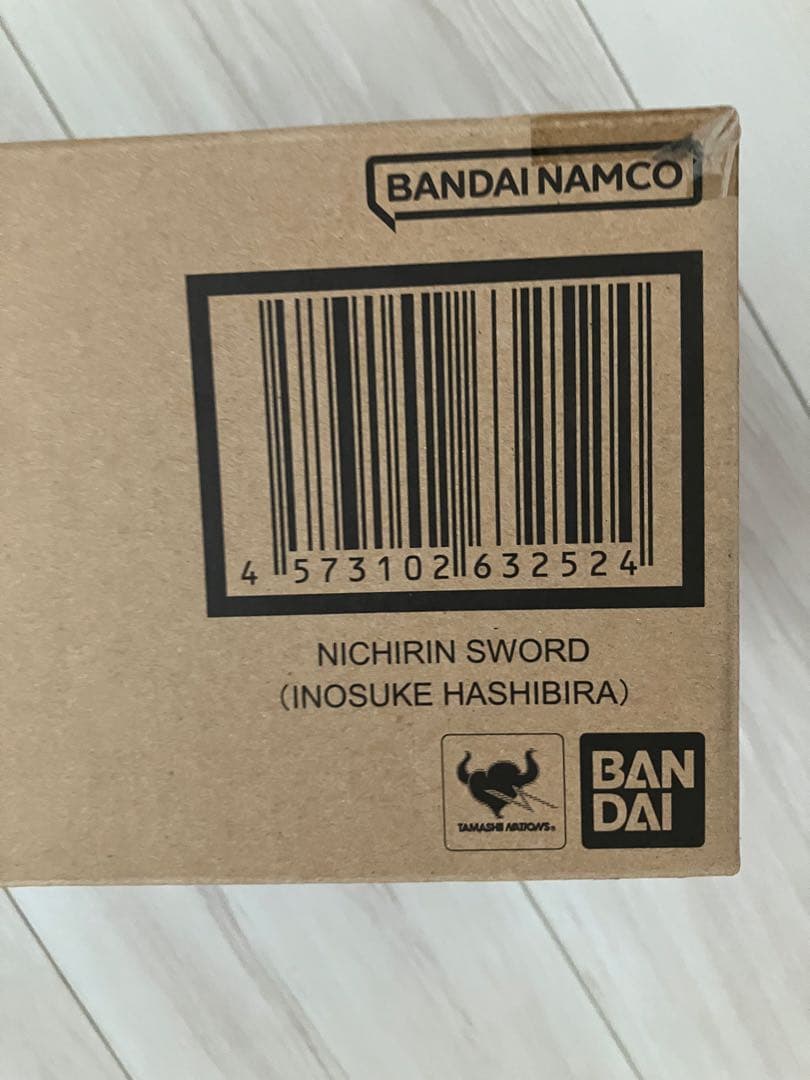 BANDAI NAMCO
4 573102 632524
NICHIRIN SWORD
(INOSUKE HASHIBIRA)
TAMASHII NATIONS®
BAN
DAI